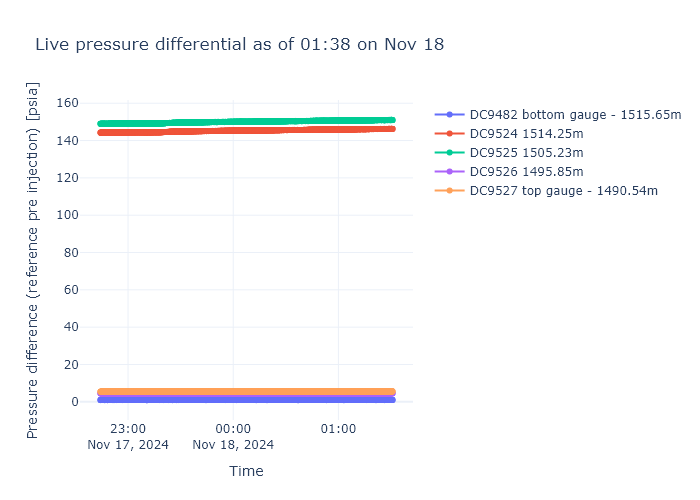 Live pressure differential as of 01:38 on Nov 18
Pressure difference (reference pre injection) [psia]
160
140
120
100
80
60
40
20
0
23:00
Nov 17, 2024
00:00
Nov 18, 2024
01:00
Time
DC9482 bottom gauge - 1515.65m
DC9524 1514.25m
DC9525 1505.23m
DC9526 1495.85m
DC9527 top gauge - 1490.54m